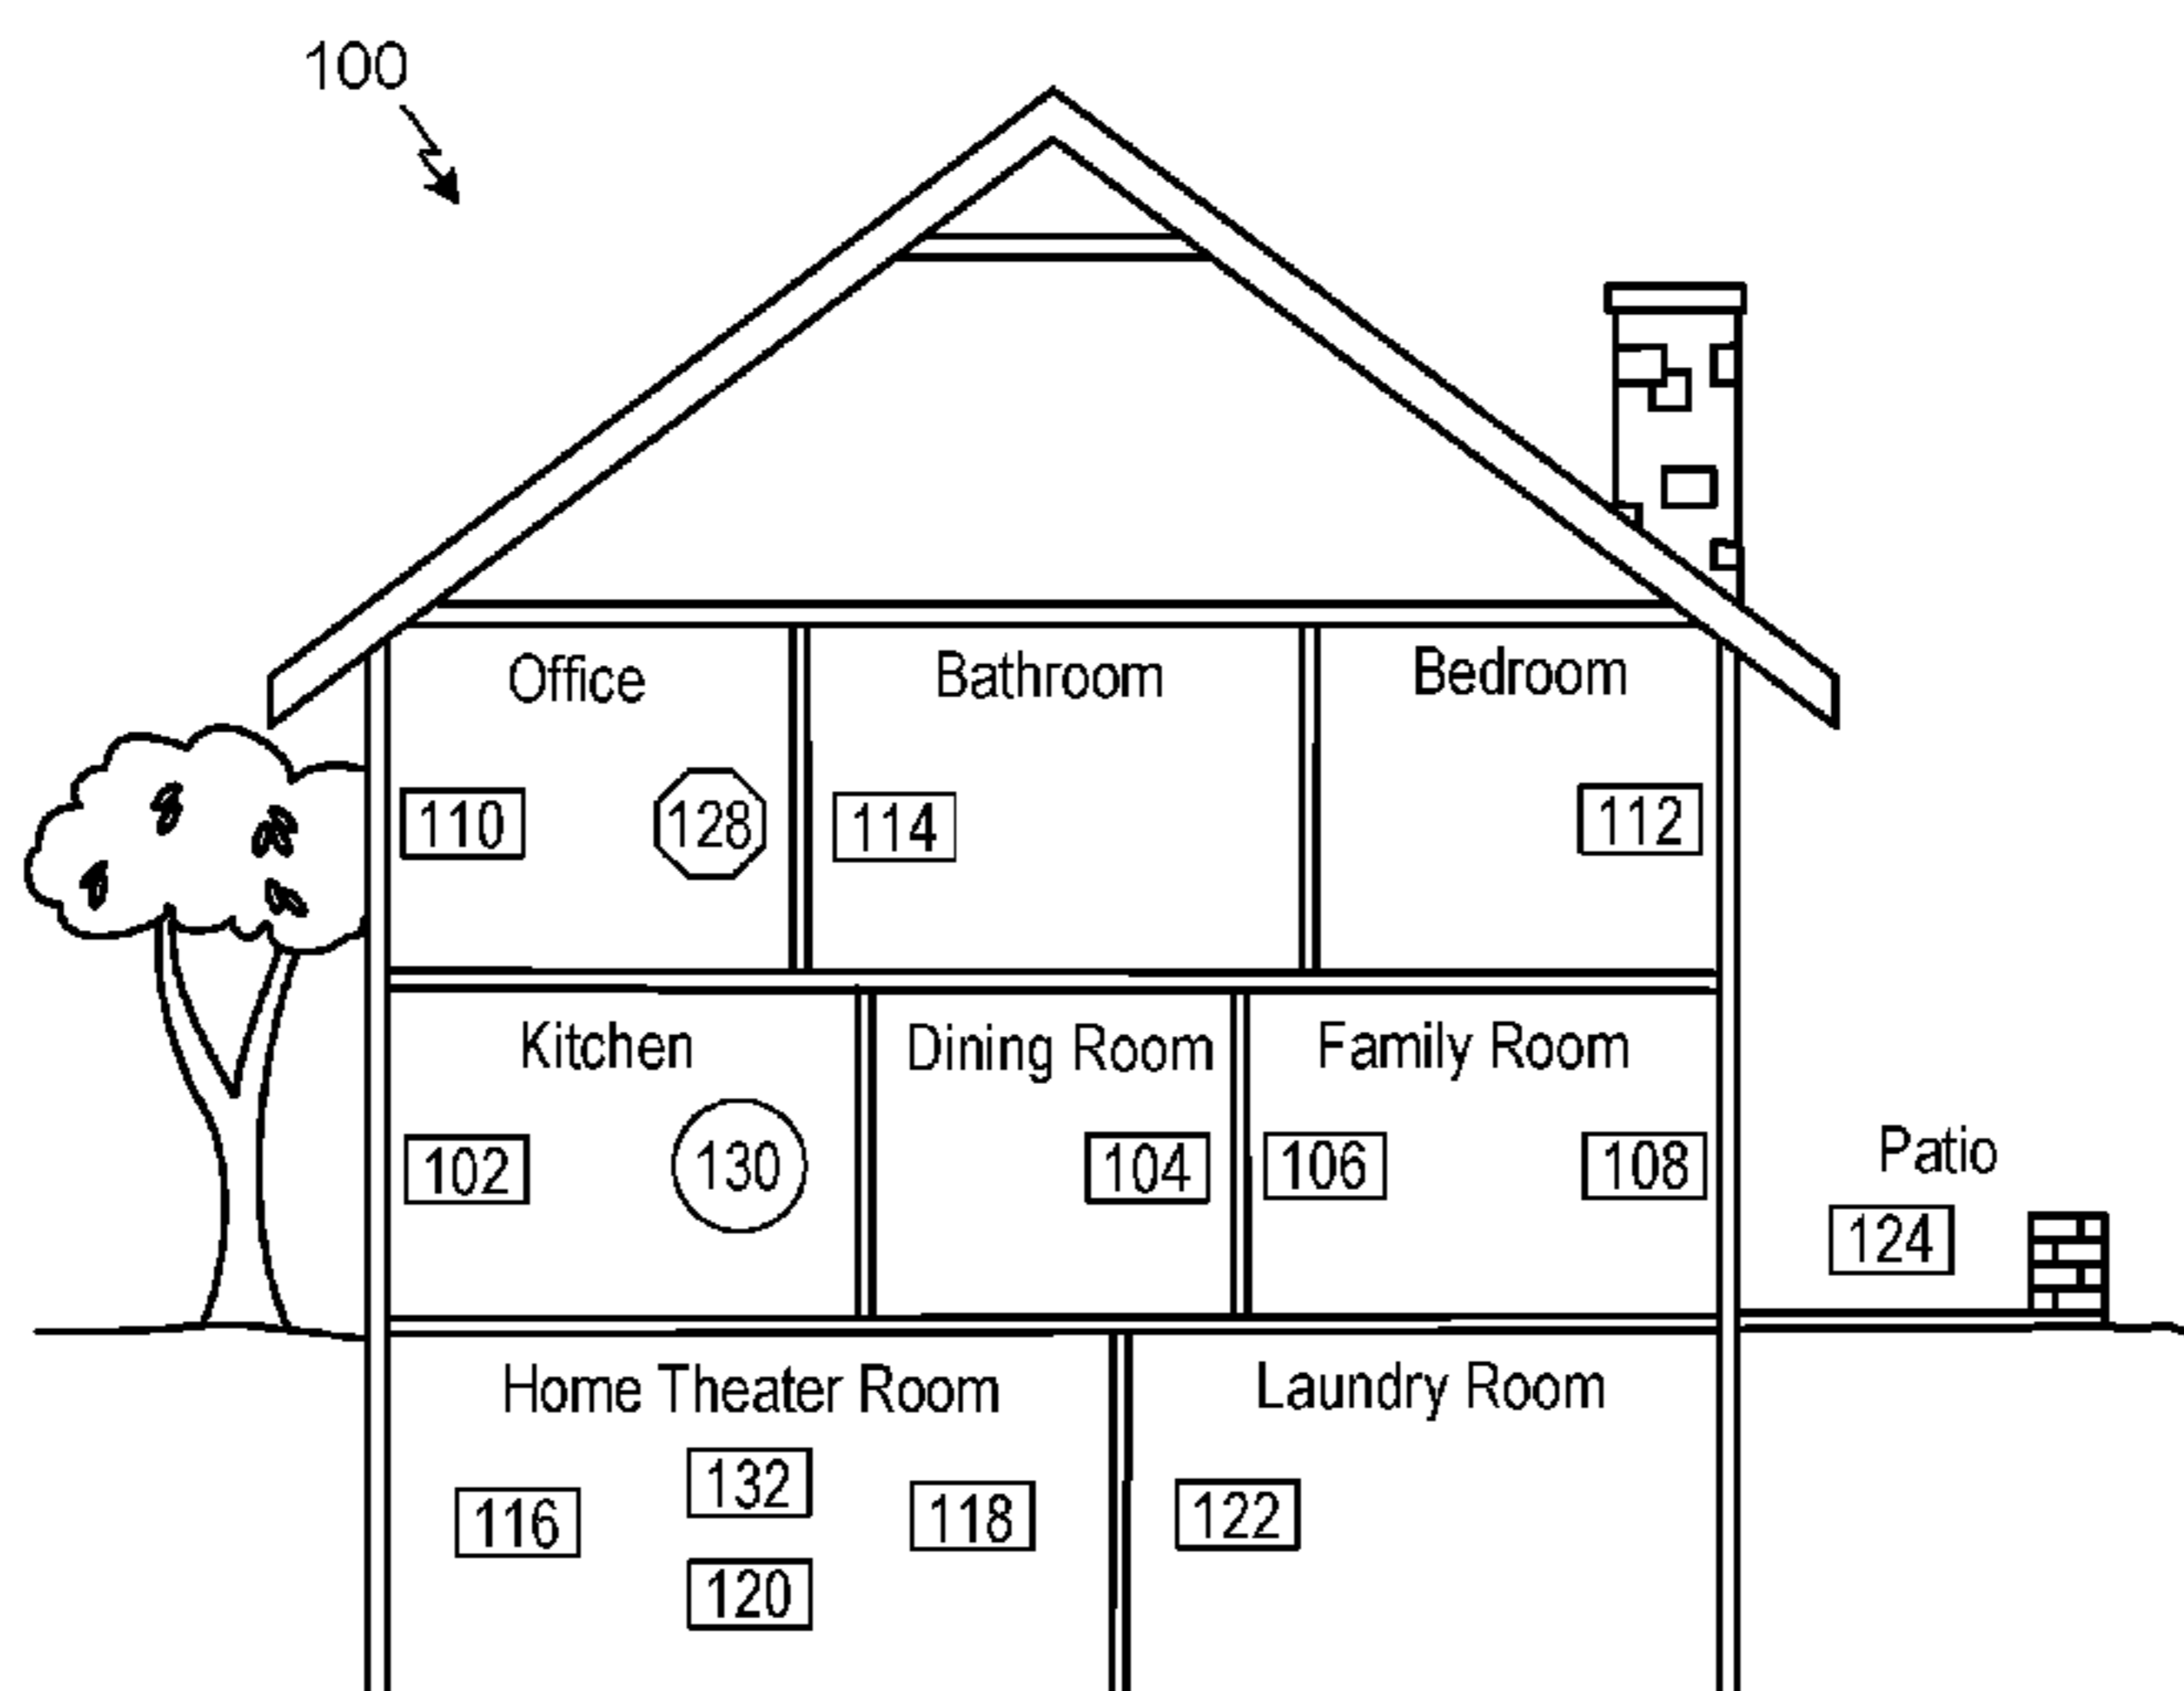 100
Office
Bathroom
Bedroom
110
128
114
112
Kitchen
Dining Room
Family Room
102
130
104
106
108
Patio
124
Home Theater Room
Laundry Room
116
132
118
122
120